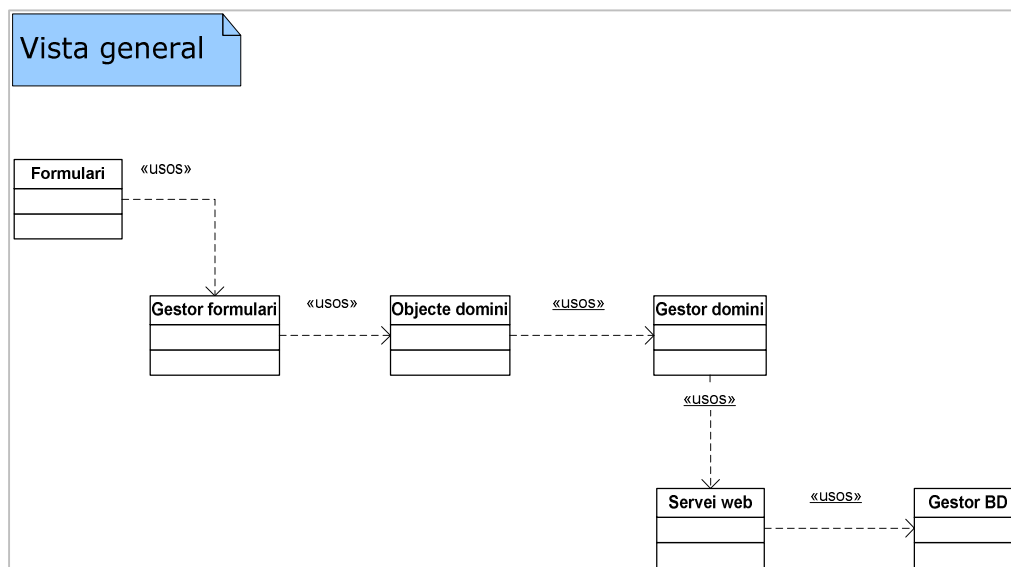 Vista general
Formulari
«usos»
Gestor formulari
«usos»
Objecte domini
«usos»
Gestor domini
«usos»
Servei web
«usos»
Gestor BD